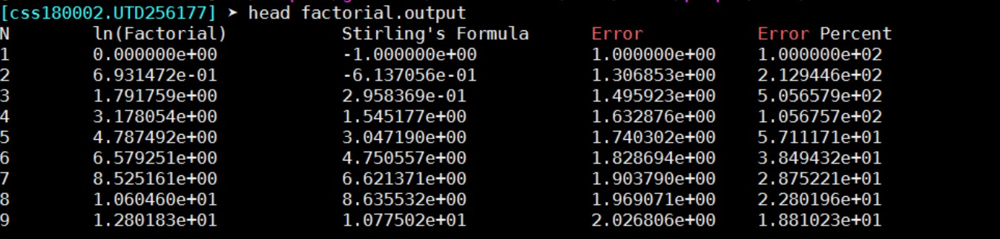 [css180002.UTD256177] ➤ head factorial.output
N ln(Factorial) Stirling's Formula Error Error Percent
1 0.000000e+00 -1.000000e+00 1.000000e+00 1.000000e+02
2 6.931472e-01 -6.137056e-01 1.306853e+00 2.129446e+02
3 1.791759e+00 2.958369e-01 1.495923e+00 5.056579e+02
4 3.178054e+00 1.545177e+00 1.632876e+00 1.056757e+02
5 4.787492e+00 3.047190e+00 1.740302e+00 5.711171e+01
6 6.579251e+00 4.750557e+00 1.828694e+00 3.849432e+01
7 8.525161e+00 6.621371e+00 1.903790e+00 2.875221e+01
8 1.060460e+01 8.635532e+00 1.969071e+00 2.280196e+01
9 1.280183e+01 1.077502e+01 2.026806e+00 1.881023e+01